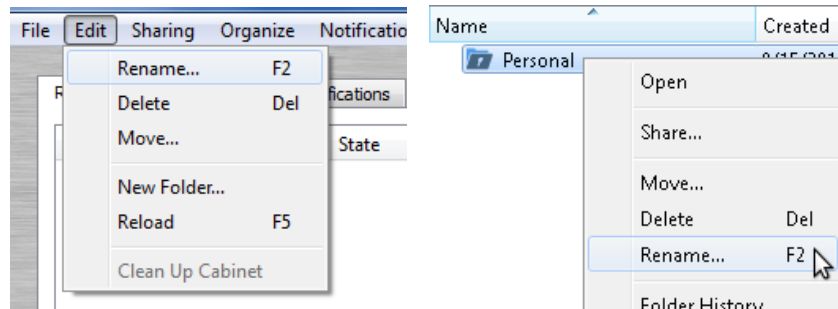 File Edit Sharing Organize Notificatio
Rename... F2
Delete Del
Move...
New Folder...
Reload F5
Clean Up Cabinet
R
fications
State
Name Created
Personal
Open
Share...
Move...
Delete Del
Rename... F2
Folder History